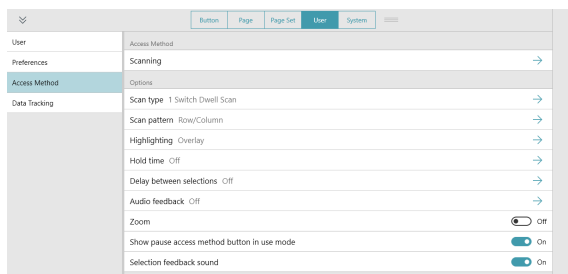 Button Page Page Set User System
User
Preferences
Access Method
Data Tracking
Access Method
Scanning
Options
Scan type 1 Switch Dwell Scan
Scan pattern Row/Column
Highlighting Overlay
Hold time Off
Delay between selections Off
Audio feedback Off
Zoom Off
Show pause access method button in use mode On
Selection feedback sound On